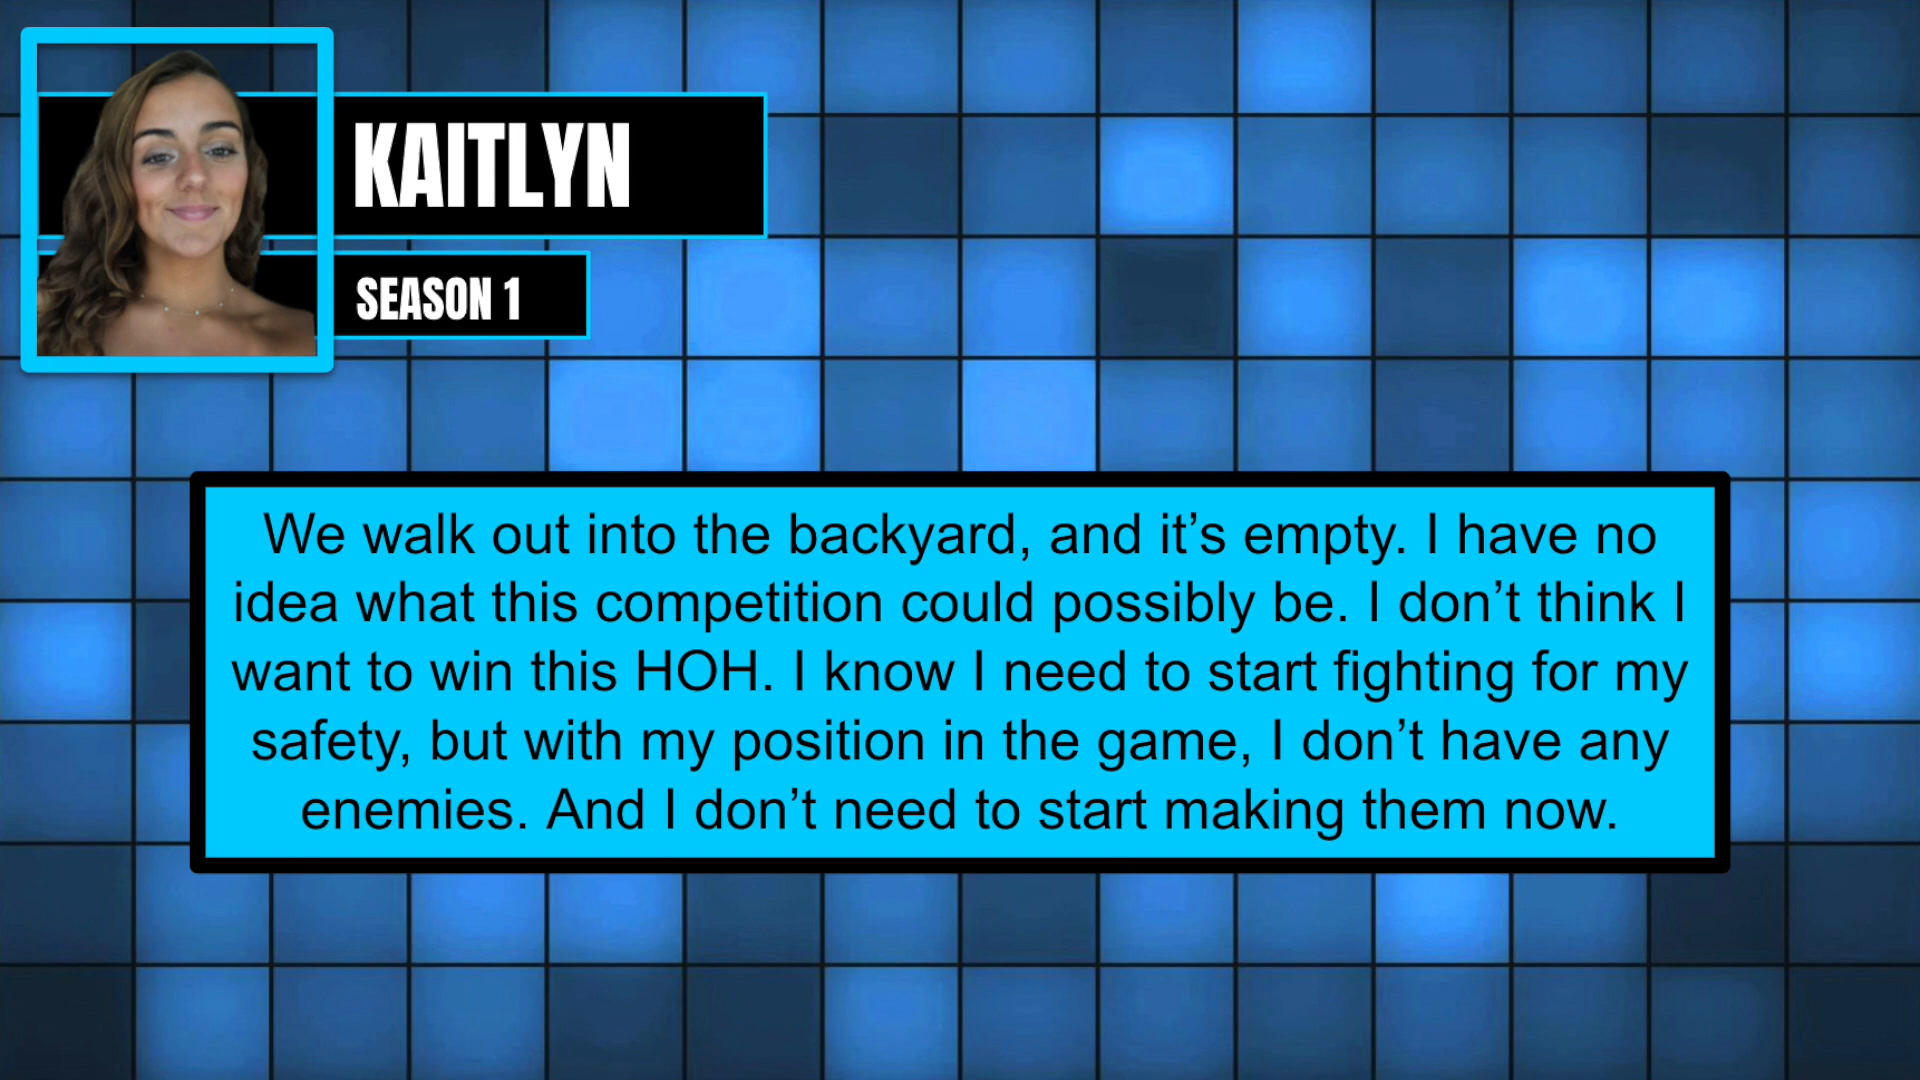 KAITLYN
SEASON 1
We walk out into the backyard, and it’s empty. I have no
idea what this competition could possibly be. I don’t think I
want to win this HOH. I know I need to start fighting for my
safety, but with my position in the game, I don’t have any
enemies. And I don’t need to start making them now.